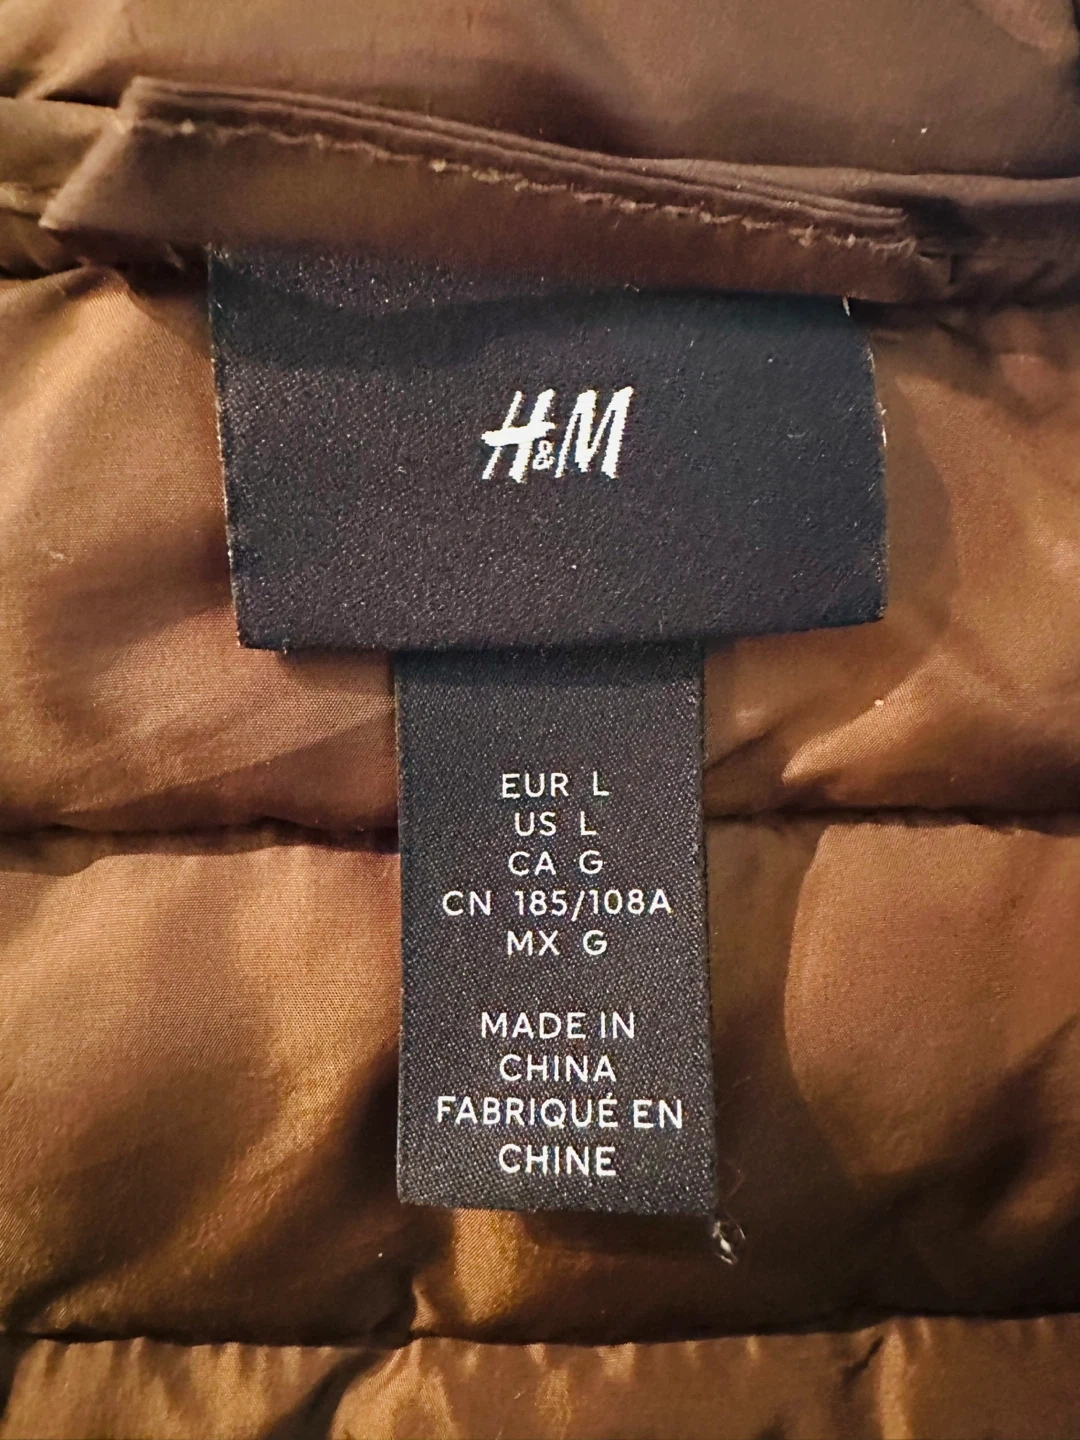 H&M
EUR L
US L
CA G
CN 185/108A
MX G
MADE IN
CHINA
FABRIQUÉ EN
CHINE